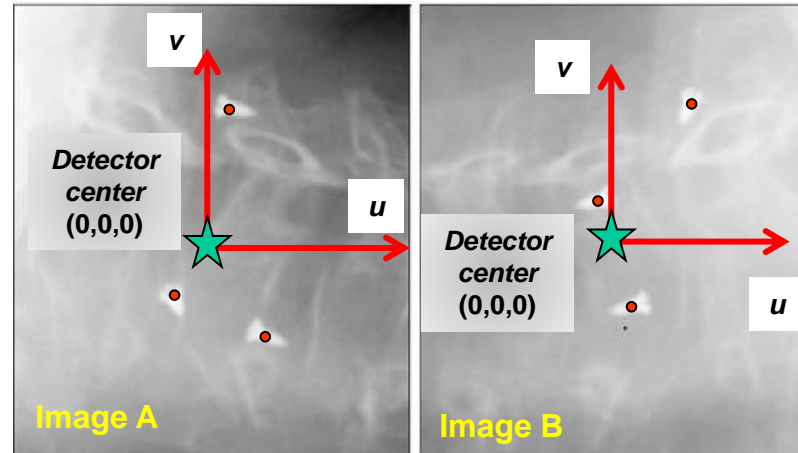 v
Detector
center
(0,0,0)
u
Image A
v
Detector
center
(0,0,0)
u
Image B